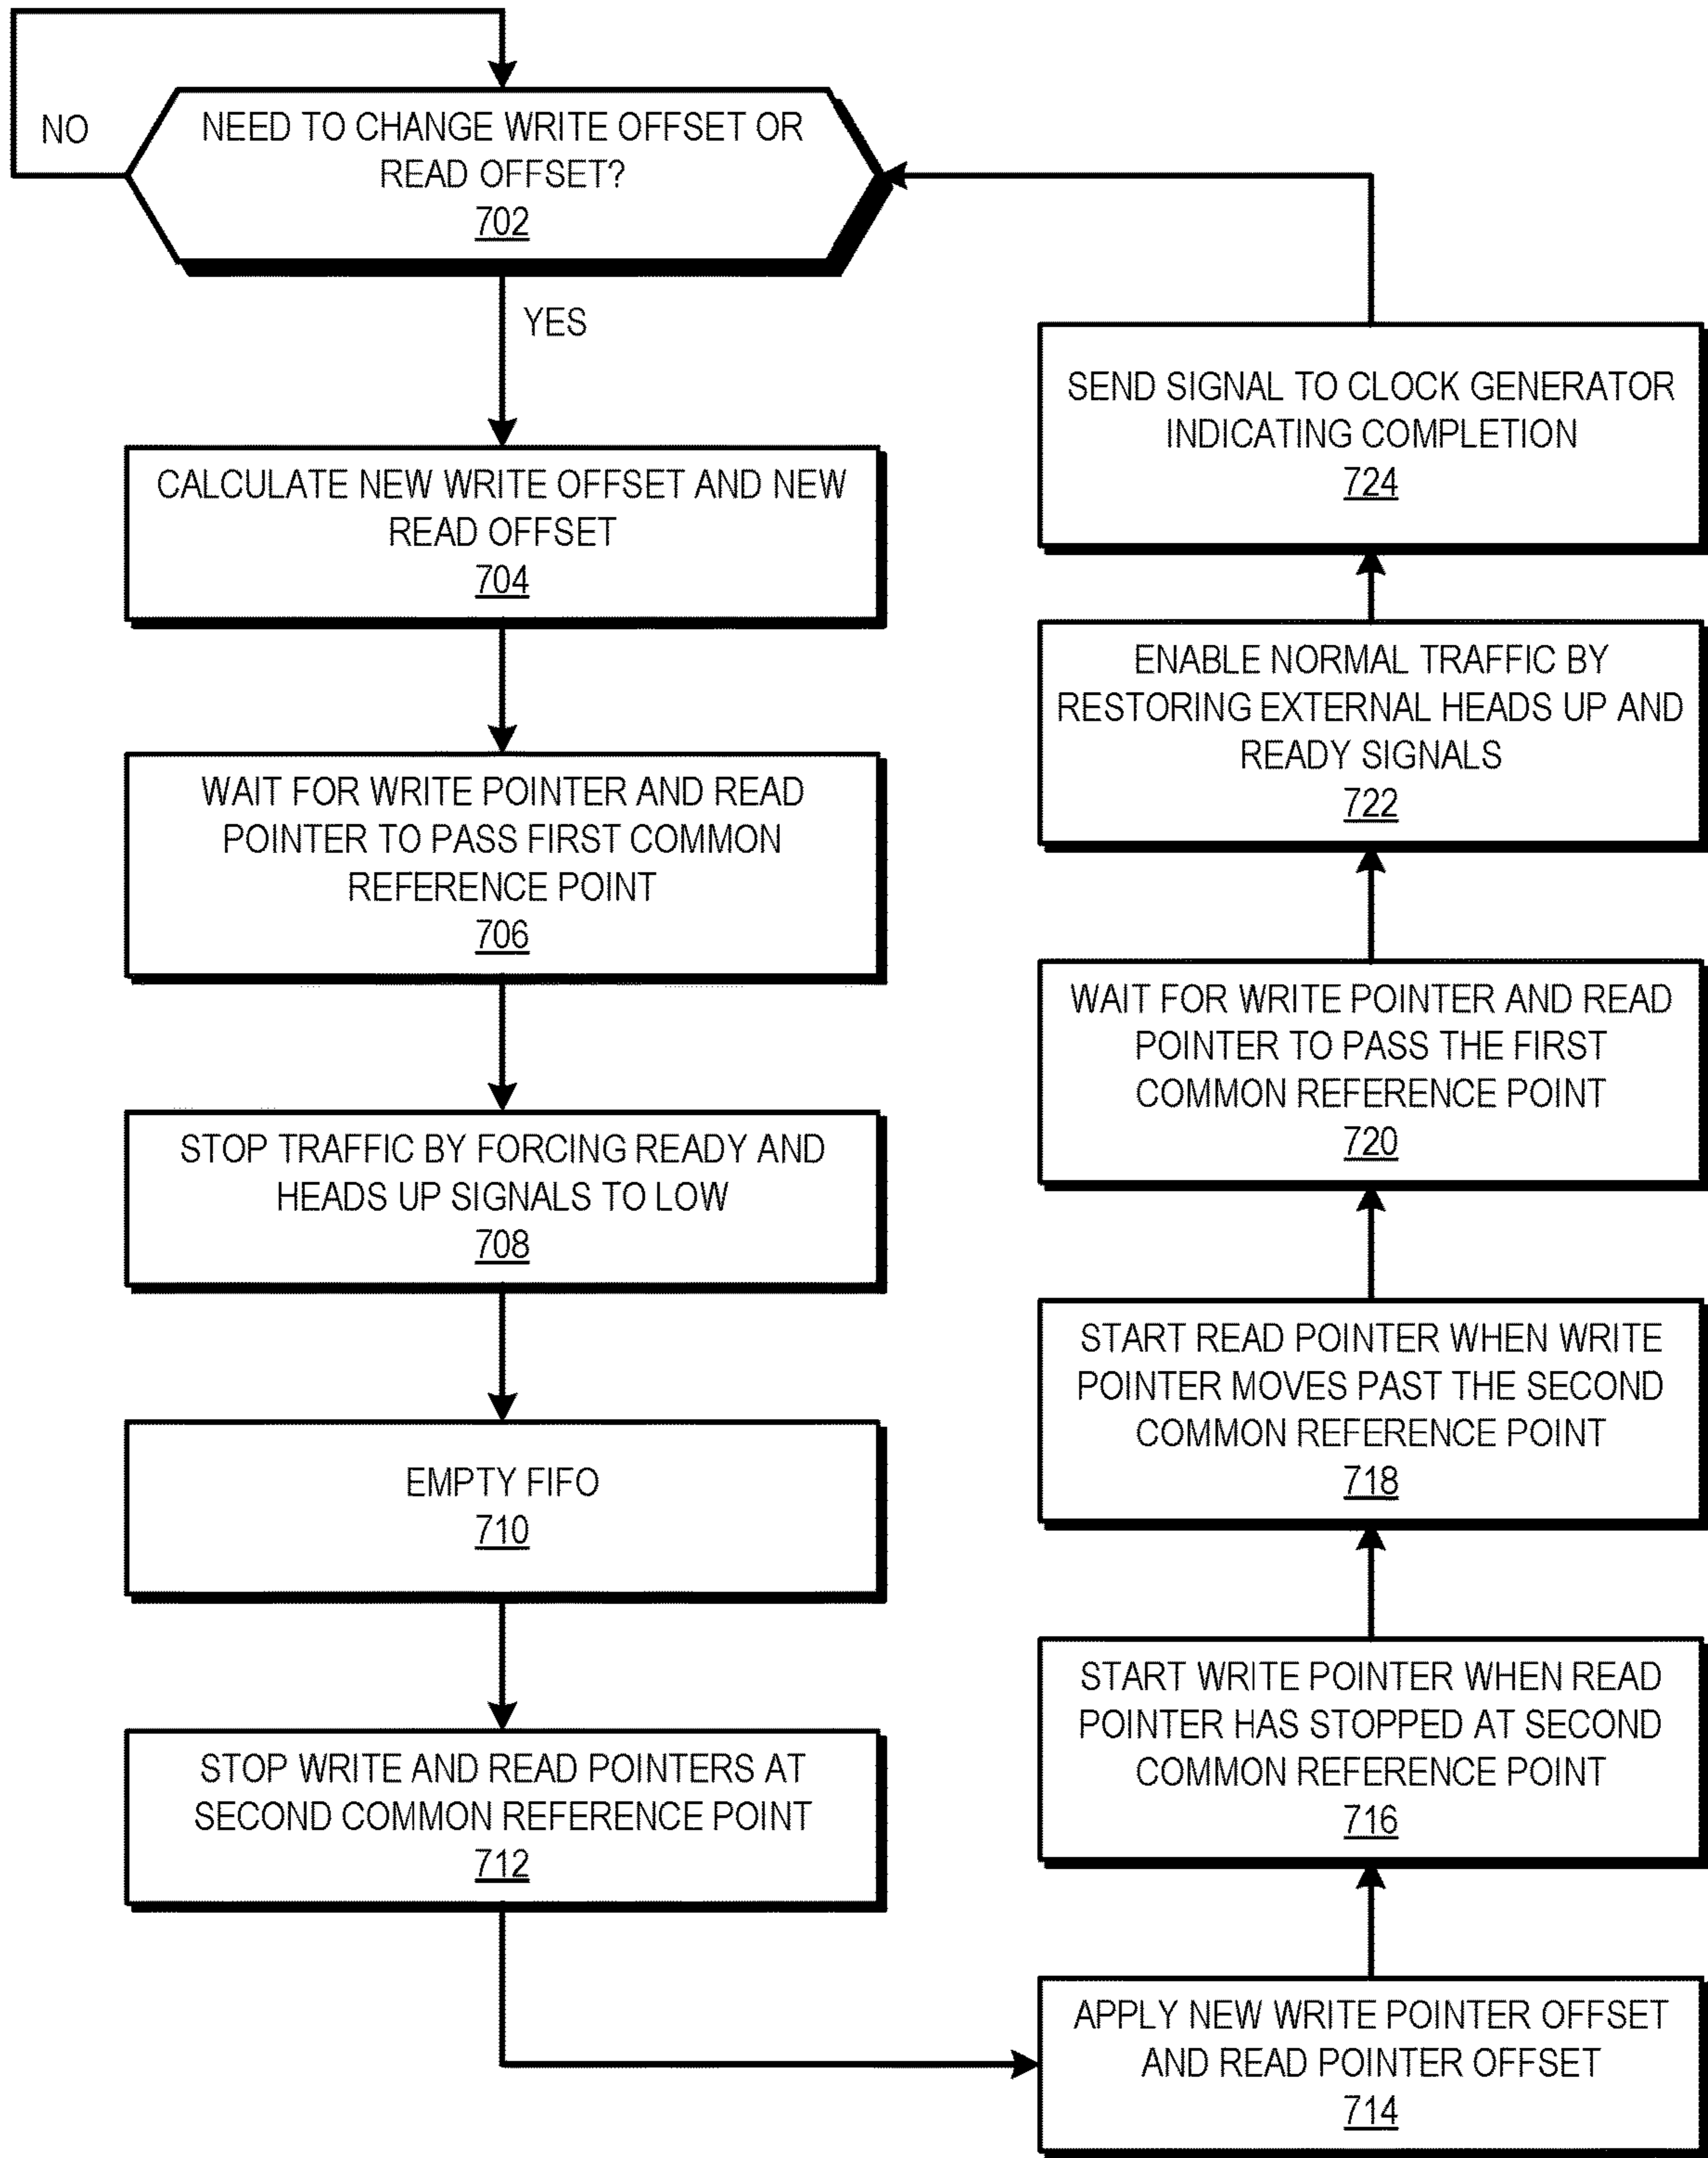 NO
NEED TO CHANGE WRITE OFFSET OR
READ OFFSET?
702
YES
CALCULATE NEW WRITE OFFSET AND NEW
READ OFFSET
704
WAIT FOR WRITE POINTER AND READ
POINTER TO PASS FIRST COMMON
REFERENCE POINT
706
STOP TRAFFIC BY FORCING READY AND
HEADS UP SIGNALS TO LOW
708
EMPTY FIFO
710
STOP WRITE AND READ POINTERS AT
SECOND COMMON REFERENCE POINT
712
APPLY NEW WRITE POINTER OFFSET
AND READ POINTER OFFSET
714
START WRITE POINTER WHEN READ
POINTER HAS STOPPED AT SECOND
COMMON REFERENCE POINT
716
START READ POINTER WHEN WRITE
POINTER MOVES PAST THE SECOND
COMMON REFERENCE POINT
718
WAIT FOR WRITE POINTER AND READ
POINTER TO PASS THE FIRST
COMMON REFERENCE POINT
720
ENABLE NORMAL TRAFFIC BY
RESTORING EXTERNAL HEADS UP AND
READY SIGNALS
722
SEND SIGNAL TO CLOCK GENERATOR
INDICATING COMPLETION
724